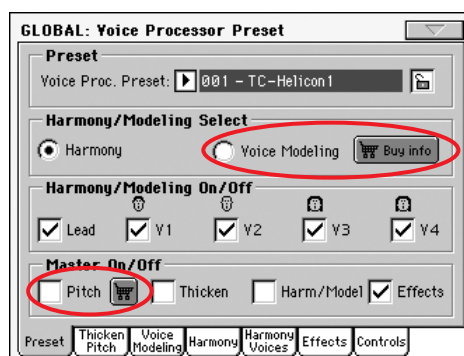 GLOBAL: Voice Processor Preset
Preset
Voice Proc. Preset: 001 - TC-Helicon1
Harmony/Modeling Select
Harmony Voice Modeling Buy info
Harmony/Modeling On/Off
Lead V1 V2 V3 V4
Master On/Off
Pitch Thicken Harm/Model Effects
Preset Thicken Pitch Voice Modeling Harmony Harmony Voices Effects Controls